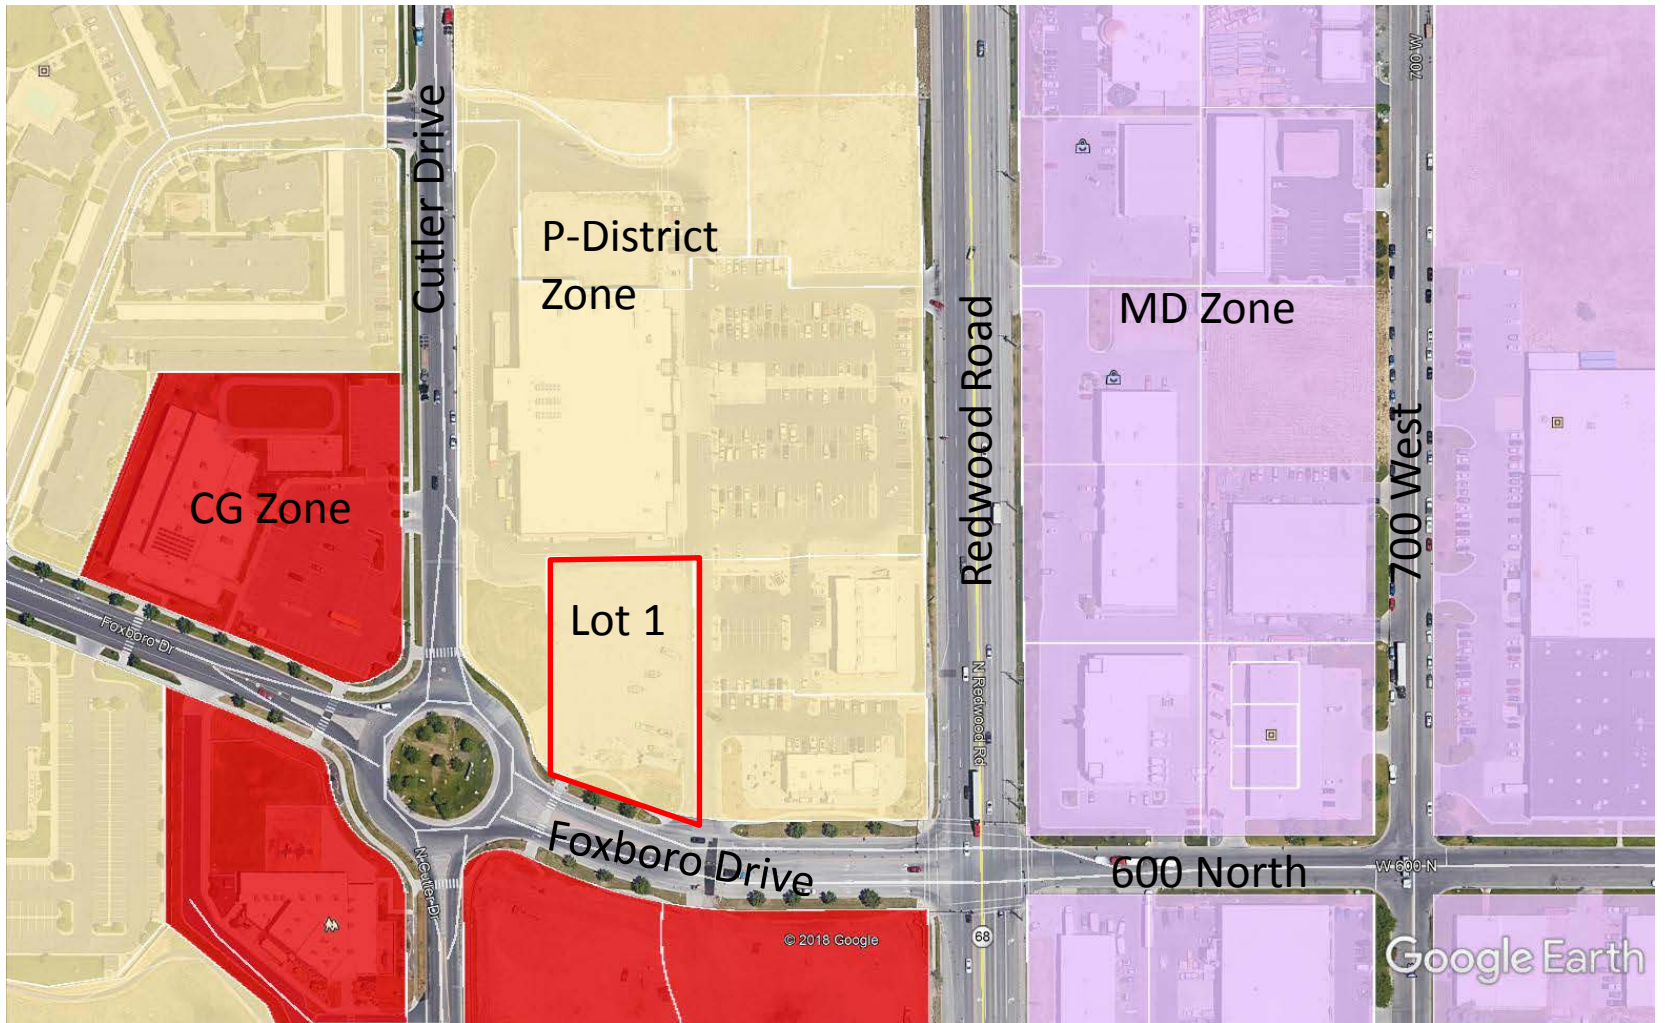 700 W
Cutler Drive
P-District
Zone
MD Zone
Redwood Road
700 West
CG Zone
Lot 1
Foxboro Dr
N Redwood Rd
Foxboro Drive
600 North
W 600 N
N Cutler Dr
© 2018 Google
68
Google Earth